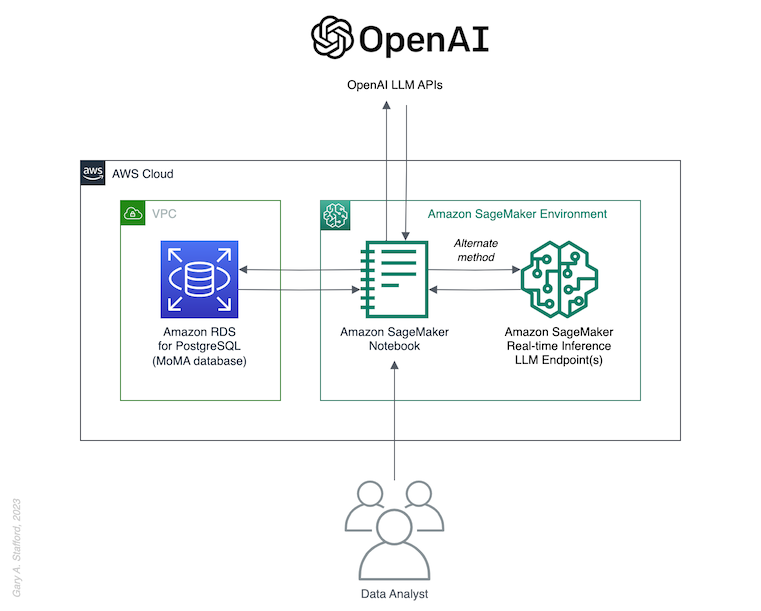 OpenAI
OpenAI LLM APIs
aws
AWS Cloud
VPC
Amazon SageMaker Environment
Alternate
method
Amazon RDS
for PostgreSQL
(MoMA database)
Amazon SageMaker
Notebook
Amazon SageMaker
Real-time Inference
LLM Endpoint(s)
Data Analyst
Gary A. Stafford, 2023